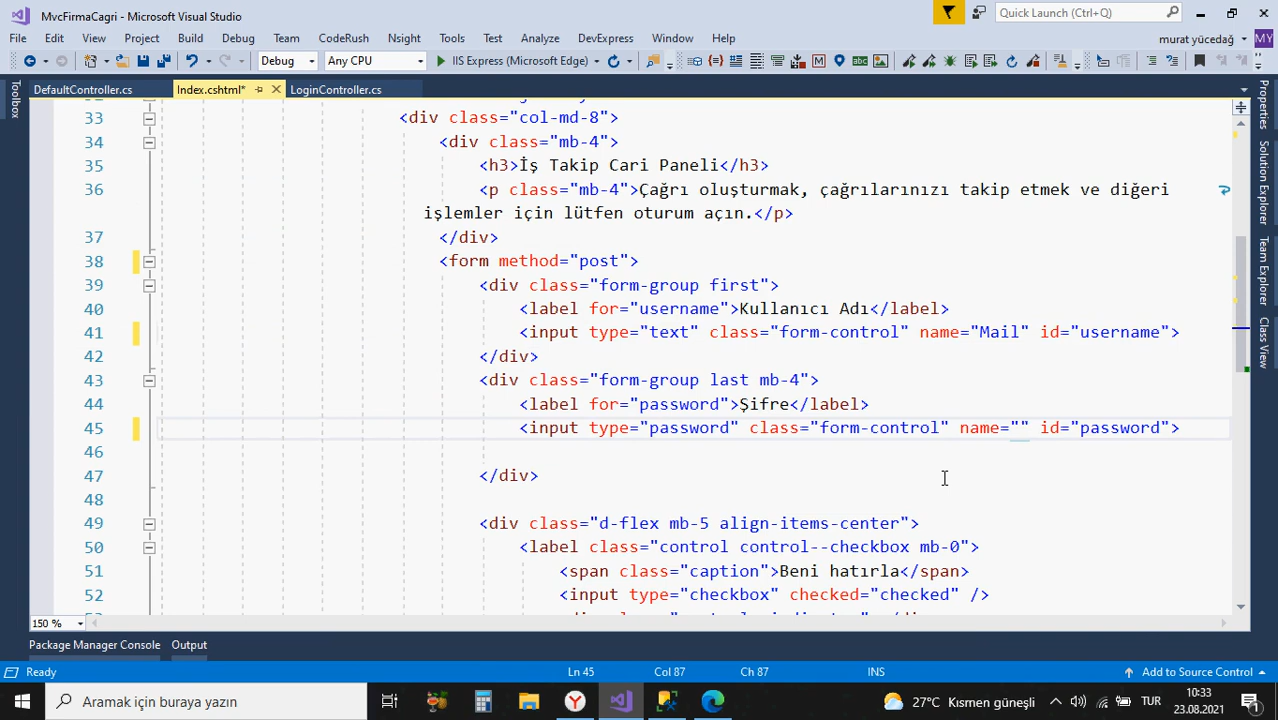 MvcFirmaCagri - Microsoft Visual Studio
Quick Launch (Ctrl+Q)
File Edit View Project Build Debug Team CodeRush Nsight Tools Test Analyze DevExpress Window Help
murat yücedağ MY
Debug Any CPU IIS Express (Microsoft Edge)
DefaultController.cs Index.cshtml* LoginController.cs
33 <div class="col-md-8">
34 <div class="mb-4">
35 <h3>İş Takip Cari Paneli</h3>
36 <p class="mb-4">Çağrı oluşturmak, çağrılarınızı takip etmek ve diğeri
işlemler için lütfen oturum açın.</p>
37 </div>
38 <form method="post">
39 <div class="form-group first">
40 <label for="username">Kullanıcı Adı</label>
41 <input type="text" class="form-control" name="Mail" id="username">
42 </div>
43 <div class="form-group last mb-4">
44 <label for="password">Şifre</label>
45 <input type="password" class="form-control" name="" id="password">
46
47 </div>
48
49 <div class="d-flex mb-5 align-items-center">
50 <label class="control control--checkbox mb-0">
51 <span class="caption">Beni hatırla</span>
52 <input type="checkbox" checked="checked" />
Toolbox
Properties
Solution Explorer
Team Explorer
Class View
150 %
Package Manager Console Output
Ready Ln 45 Col 87 Ch 87 INS Add to Source Control
Aramak için buraya yazın 27°C Kısmen güneşli TUR 10:33
23.08.2021 1